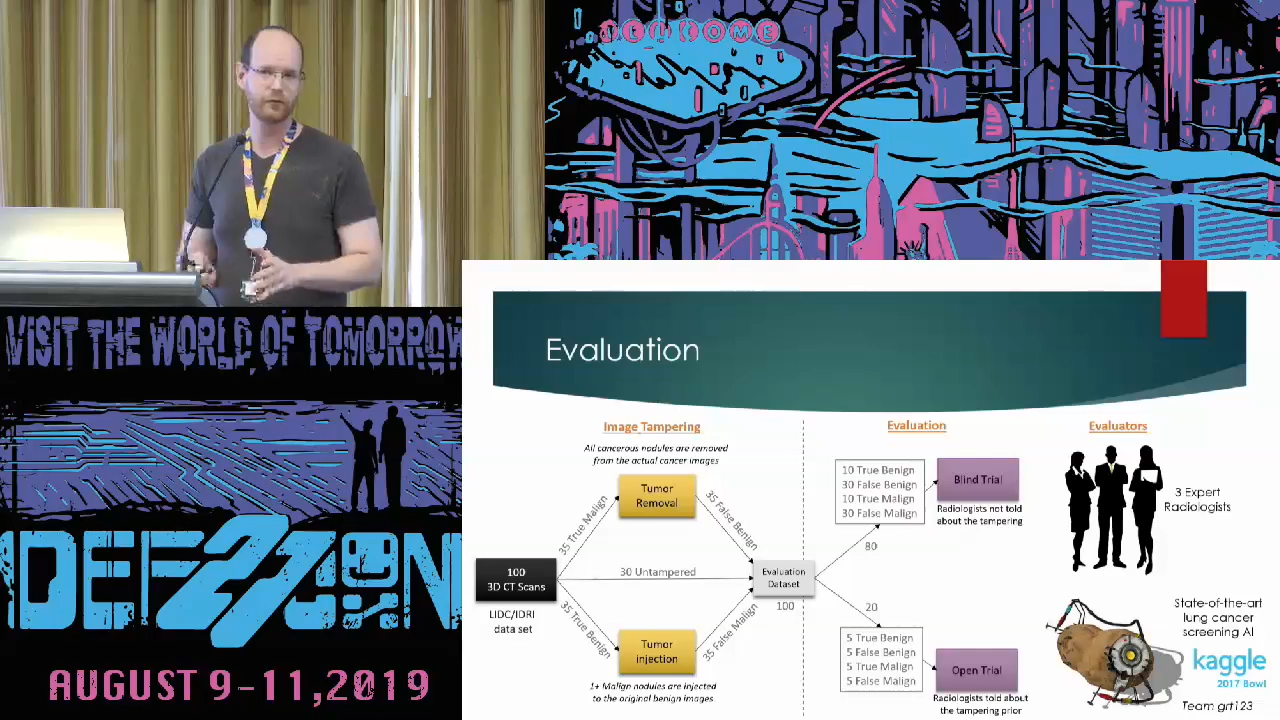 WELCOME
VISIT THE WORLD OF TOMORROW
DEFCON
27
AUGUST 9-11,2019
Evaluation
Image Tampering
All cancerous nodules are removed
from the actual cancer images
Tumor
Removal
35 True Malign
35 False Benign
100
3D CT Scans
LIDC/IDRI
data set
30 Untampered
Evaluation
Dataset
100
35 True Benign
35 False Malign
Tumor
injection
1+ Malign nodules are injected
to the original benign images
Evaluation
10 True Benign
30 False Benign
10 True Malign
30 False Malign
Blind Trial
Radiologists not told
about the tampering
80
20
5 True Benign
5 False Benign
5 True Malign
5 False Malign
Open Trial
Radiologists told about
the tampering prior
Evaluators
3 Expert
Radiologists
State-of-the-art
lung cancer
screening AI
kaggle
2017 Bowl
Team grt123